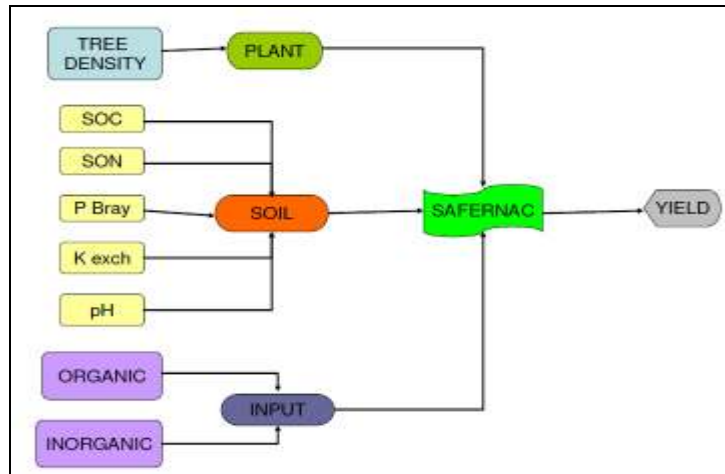 TREE
DENSITY
PLANT
SOC
SON
P Bray
SOIL
SAFERNAC
YIELD
K exch
pH
ORGANIC
INPUT
INORGANIC